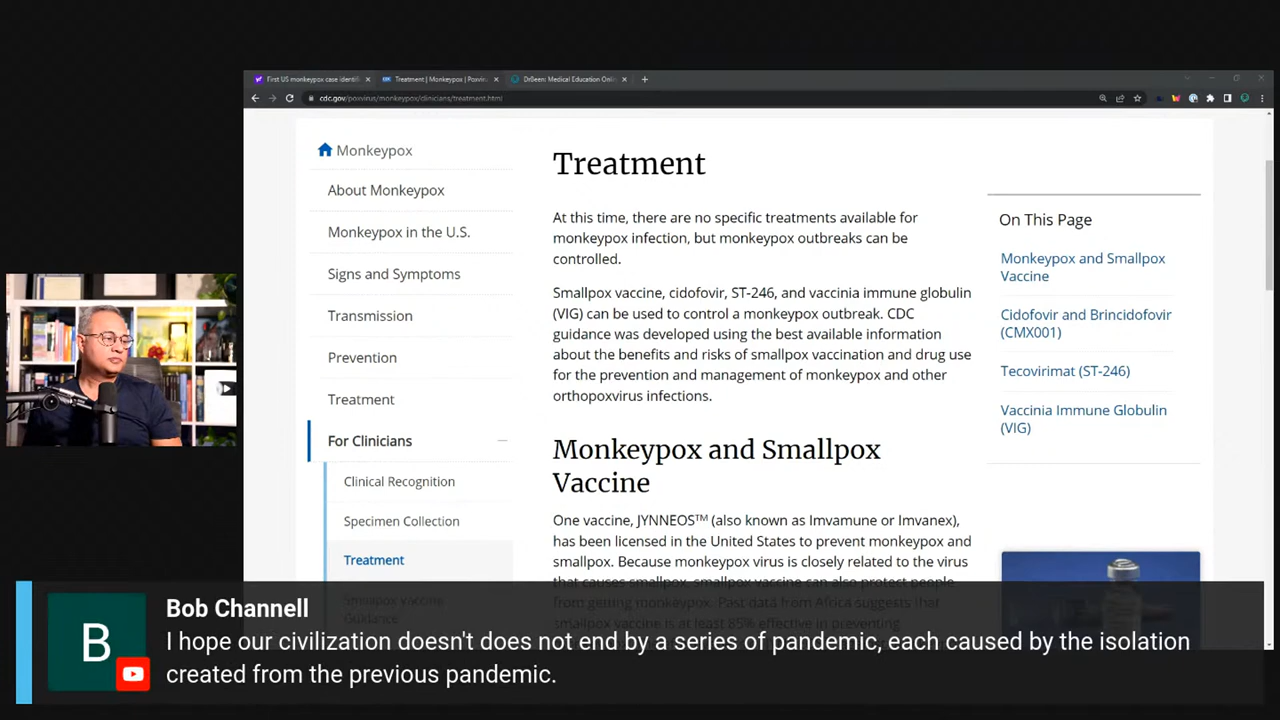 First US monkeypox case identifi
Treatment | Monkeypox | Poxvirus
DrBeen: Medical Education Onlin
cdc.gov/poxvirus/monkeypox/clinicians/treatment.html
Monkeypox
About Monkeypox
Monkeypox in the U.S.
Signs and Symptoms
Transmission
Prevention
Treatment
For Clinicians
Clinical Recognition
Specimen Collection
Treatment
Smallpox Vaccine
Guidance
Treatment
At this time, there are no specific treatments available for
monkeypox infection, but monkeypox outbreaks can be
controlled.
Smallpox vaccine, cidofovir, ST-246, and vaccinia immune globulin
(VIG) can be used to control a monkeypox outbreak. CDC
guidance was developed using the best available information
about the benefits and risks of smallpox vaccination and drug use
for the prevention and management of monkeypox and other
orthopoxvirus infections.
Monkeypox and Smallpox
Vaccine
One vaccine, JYNNEOS™ (also known as Imvamune or Imvanex),
has been licensed in the United States to prevent monkeypox and
smallpox. Because monkeypox virus is closely related to the virus
that causes smallpox, smallpox vaccine can also protect people
from getting monkeypox. Past data from Africa suggests that
smallpox vaccine is at least 85% effective in preventing
On This Page
Monkeypox and Smallpox
Vaccine
Cidofovir and Brincidofovir
(CMX001)
Tecovirimat (ST-246)
Vaccinia Immune Globulin
(VIG)
B
Bob Channell
I hope our civilization doesn't does not end by a series of pandemic, each caused by the isolation
created from the previous pandemic.